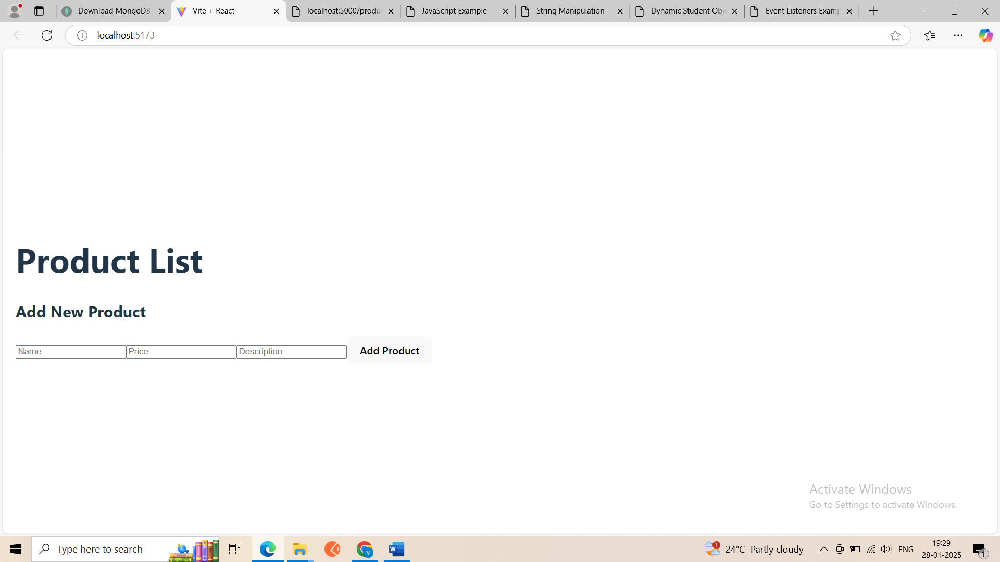 Download MongoDB
Vite + React
localhost:5000/produ
JavaScript Example
String Manipulation
Dynamic Student Obj
Event Listeners Examp
localhost:5173
Product List
Add New Product
Name Price Description Add Product
Activate Windows
Go to Settings to activate Windows.
Type here to search
1
24°C Partly cloudy
ENG
19:29
28-01-2025
1